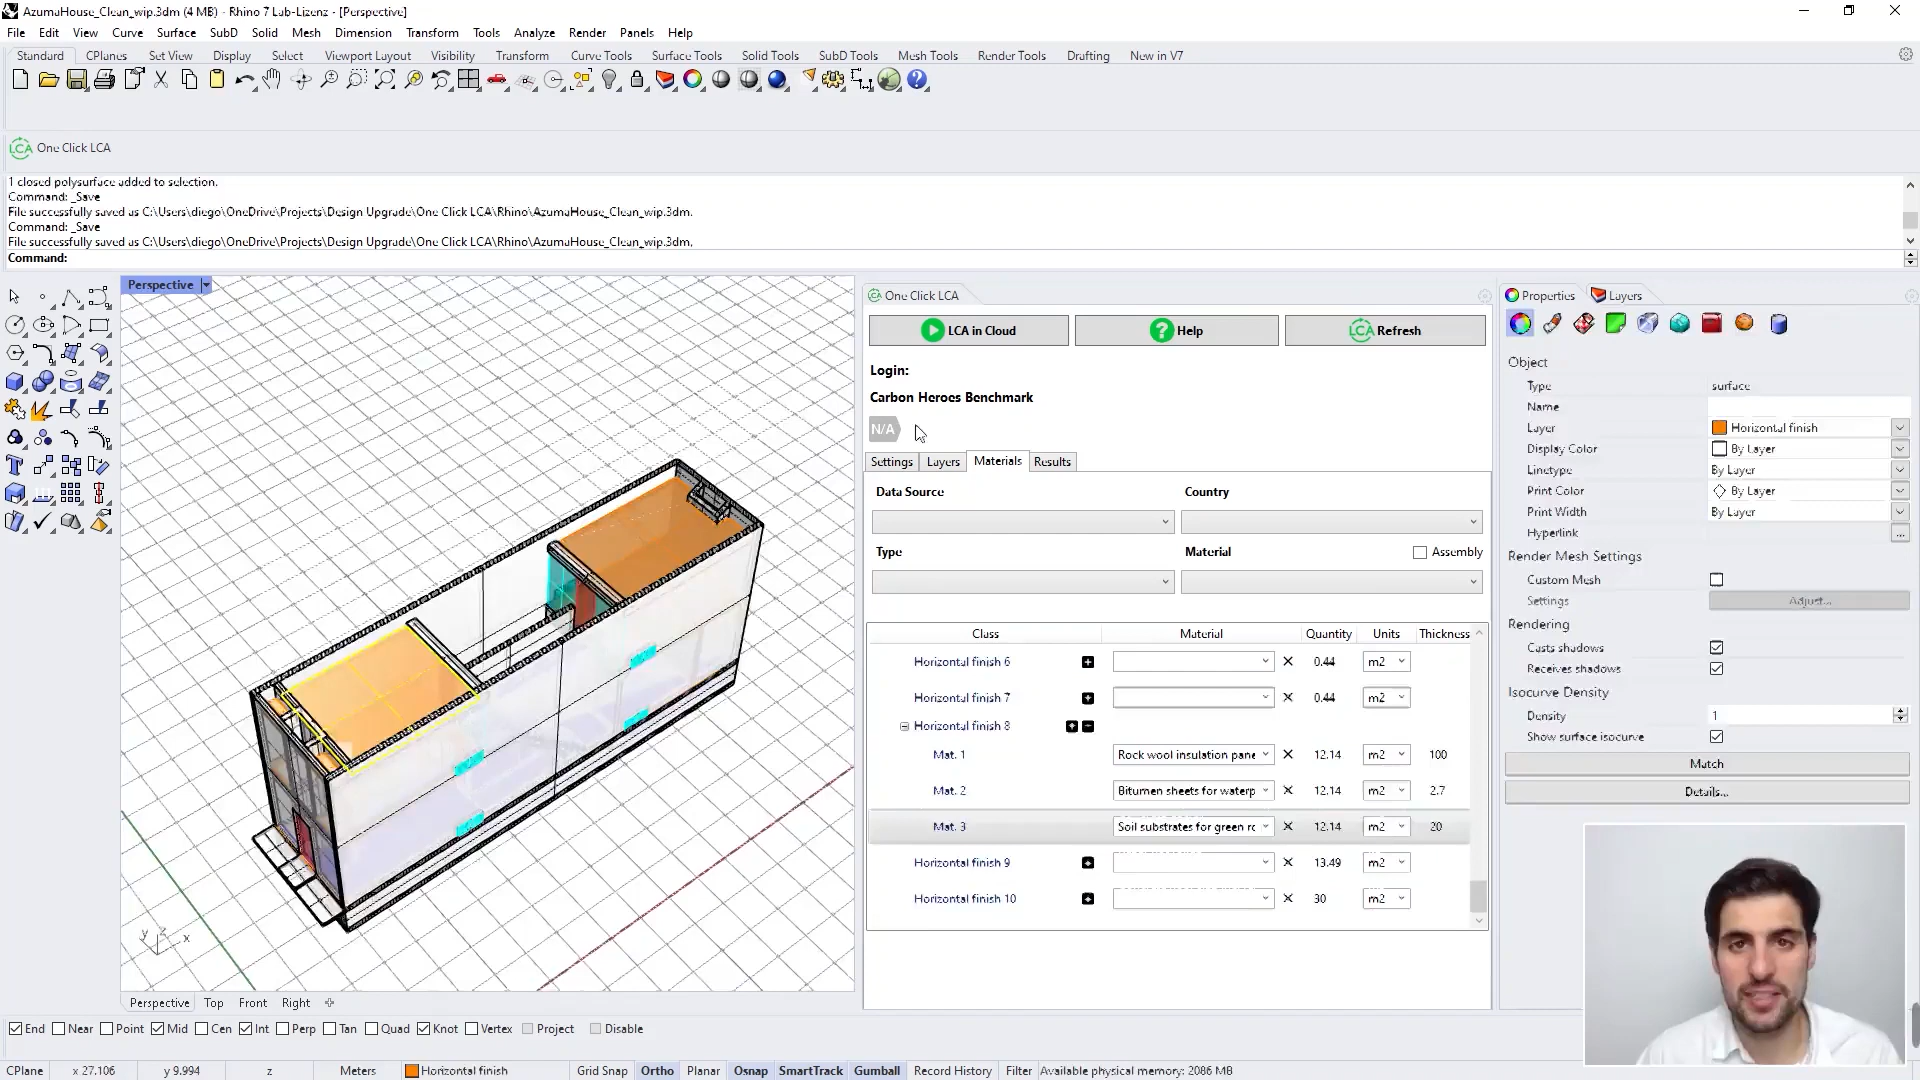 AzumaHouse_Clean_wip.3dm (4 MB) - Rhino 7 Lab-Lizenz - [Perspective]
File Edit View Curve Surface SubD Solid Mesh Dimension Transform Tools Analyze Render Panels Help
Standard CPlanes Set View Display Select Viewport Layout Visibility Transform Curve Tools Surface Tools Solid Tools SubD Tools Mesh Tools Render Tools Drafting New in V7
LCA One Click LCA
1 closed polysurface added to selection.
Command: _Save
File successfully saved as C:\Users\diego\OneDrive\Projects\Design Upgrade\One Click LCA\Rhino\AzumaHouse_Clean_wip.3dm.
Command: _Save
File successfully saved as C:\Users\diego\OneDrive\Projects\Design Upgrade\One Click LCA\Rhino\AzumaHouse_Clean_wip.3dm.
Command:
Perspective
One Click LCA
LCA in Cloud
? Help
LCA Refresh
Login:
Carbon Heroes Benchmark
N/A
Settings Layers Materials Results
Data Source Country
Type Material Assembly
Class Material Quantity Units Thickness
Horizontal finish 6 0.44 m2
Horizontal finish 7 0.44 m2
Horizontal finish 8
Mat. 1 Rock wool insulation pane 12.14 m2 100
Mat. 2 Bitumen sheets for waterp 12.14 m2 2.7
Mat. 3 Soil substrates for green ro 12.14 m2 20
Horizontal finish 9 13.49 m2
Horizontal finish 10 30 m2
Properties Layers
Object
Type surface
Name
Layer Horizontal finish
Display Color By Layer
Linetype By Layer
Print Color By Layer
Print Width By Layer
Hyperlink ...
Render Mesh Settings
Custom Mesh
Settings Adjust...
Rendering
Casts shadows
Receives shadows
Isocurve Density
Density 1
Show surface isocurve
Match
Details...
y z x
Perspective Top Front Right
End Near Point Mid Cen Int Perp Tan Quad Knot Vertex Project Disable
CPlane x 27.106 y 9.994 z Meters Horizontal finish Grid Snap Ortho Planar Osnap SmartTrack Gumball Record History Filter Available physical memory: 2086 MB